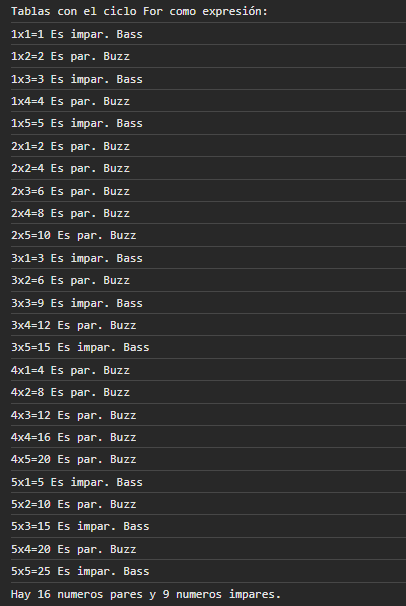 Tablas con el ciclo For como expresión:
1x1=1 Es impar. Bass
1x2=2 Es par. Buzz
1x3=3 Es impar. Bass
1x4=4 Es par. Buzz
1x5=5 Es impar. Bass
2x1=2 Es par. Buzz
2x2=4 Es par. Buzz
2x3=6 Es par. Buzz
2x4=8 Es par. Buzz
2x5=10 Es par. Buzz
3x1=3 Es impar. Bass
3x2=6 Es par. Buzz
3x3=9 Es impar. Bass
3x4=12 Es par. Buzz
3x5=15 Es impar. Bass
4x1=4 Es par. Buzz
4x2=8 Es par. Buzz
4x3=12 Es par. Buzz
4x4=16 Es par. Buzz
4x5=20 Es par. Buzz
5x1=5 Es impar. Bass
5x2=10 Es par. Buzz
5x3=15 Es impar. Bass
5x4=20 Es par. Buzz
5x5=25 Es impar. Bass
Hay 16 numeros pares y 9 numeros impares.